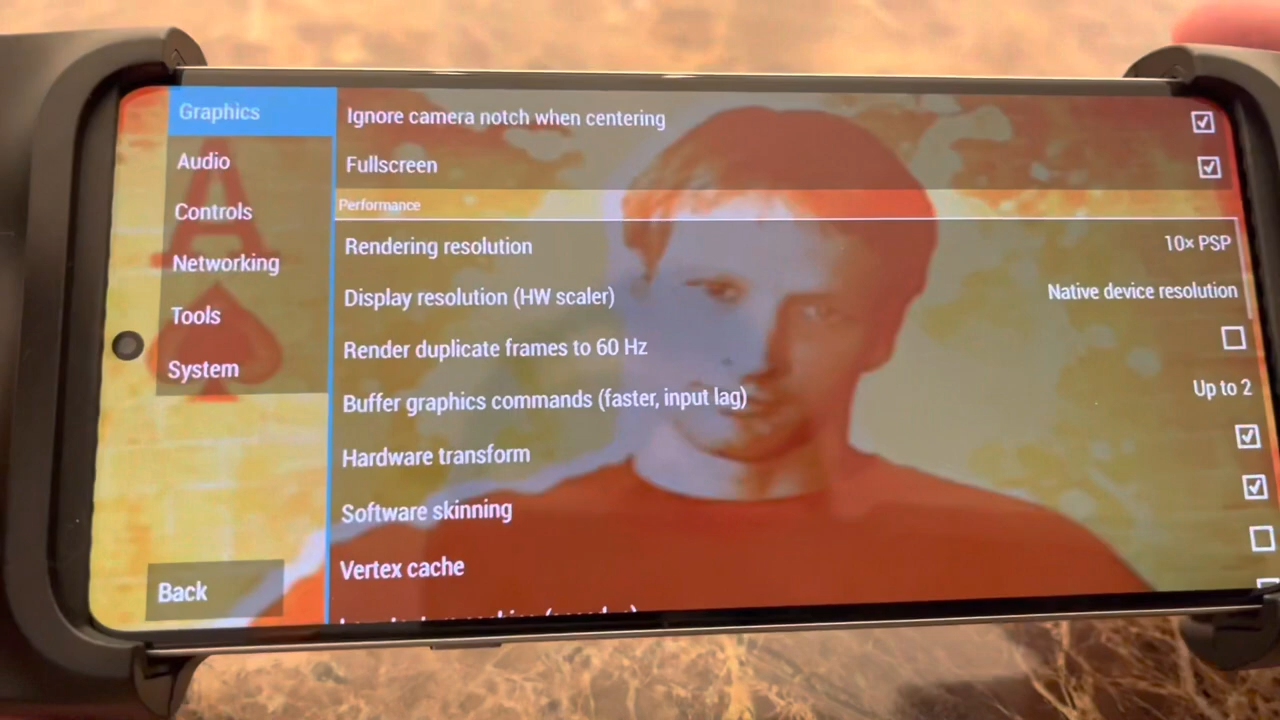 Graphics
Audio
Controls
Networking
Tools
System
Back
Ignore camera notch when centering
Fullscreen
Performance
Rendering resolution 10× PSP
Display resolution (HW scaler) Native device resolution
Render duplicate frames to 60 Hz
Buffer graphics commands (faster, input lag) Up to 2
Hardware transform
Software skinning
Vertex cache
A